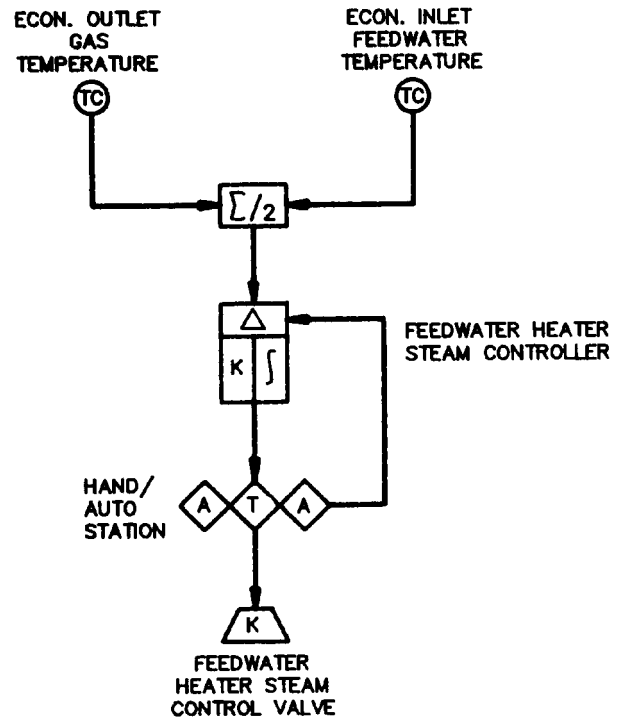 ECON. OUTLET
GAS
TEMPERATURE
TC
ECON. INLET
FEEDWATER
TEMPERATURE
TC
Σ/2
Δ
K ∫
FEEDWATER HEATER
STEAM CONTROLLER
HAND/
AUTO
STATION
A T A
K
FEEDWATER
HEATER STEAM
CONTROL VALVE